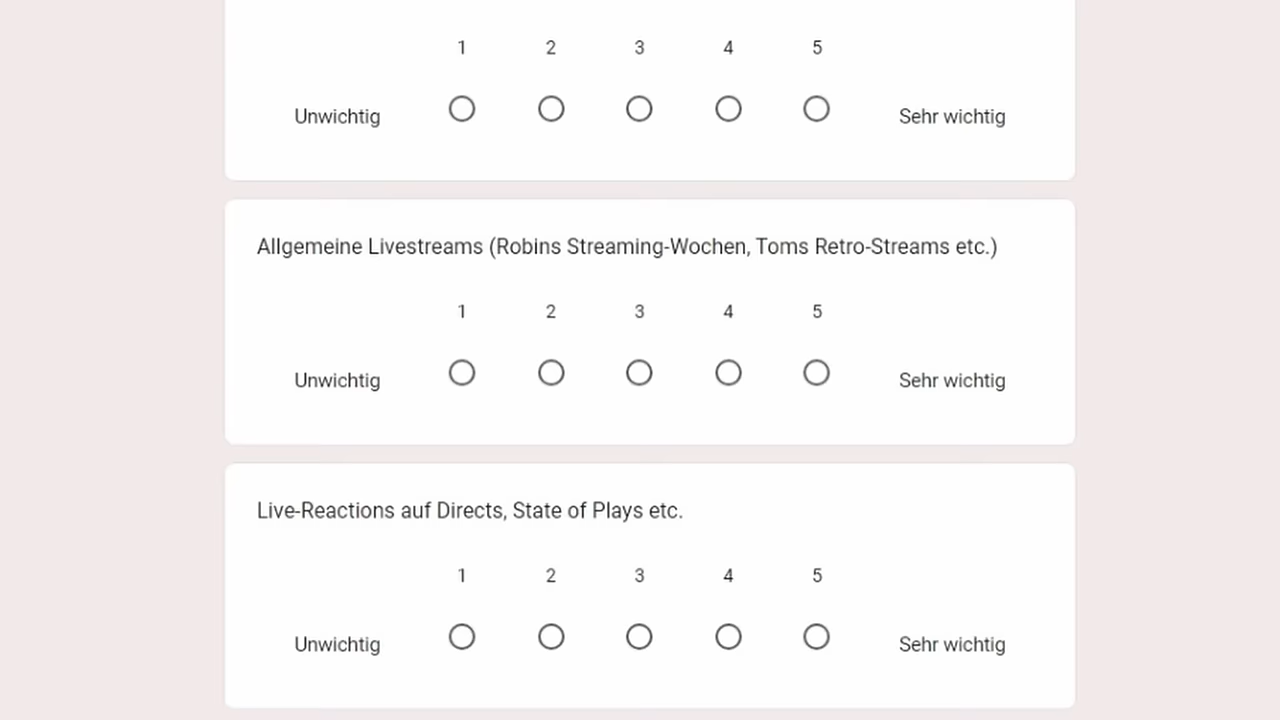 1 2 3 4 5
Unwichtig Sehr wichtig
Allgemeine Livestreams (Robins Streaming-Wochen, Toms Retro-Streams etc.)
1 2 3 4 5
Unwichtig Sehr wichtig
Live-Reactions auf Directs, State of Plays etc.
1 2 3 4 5
Unwichtig Sehr wichtig